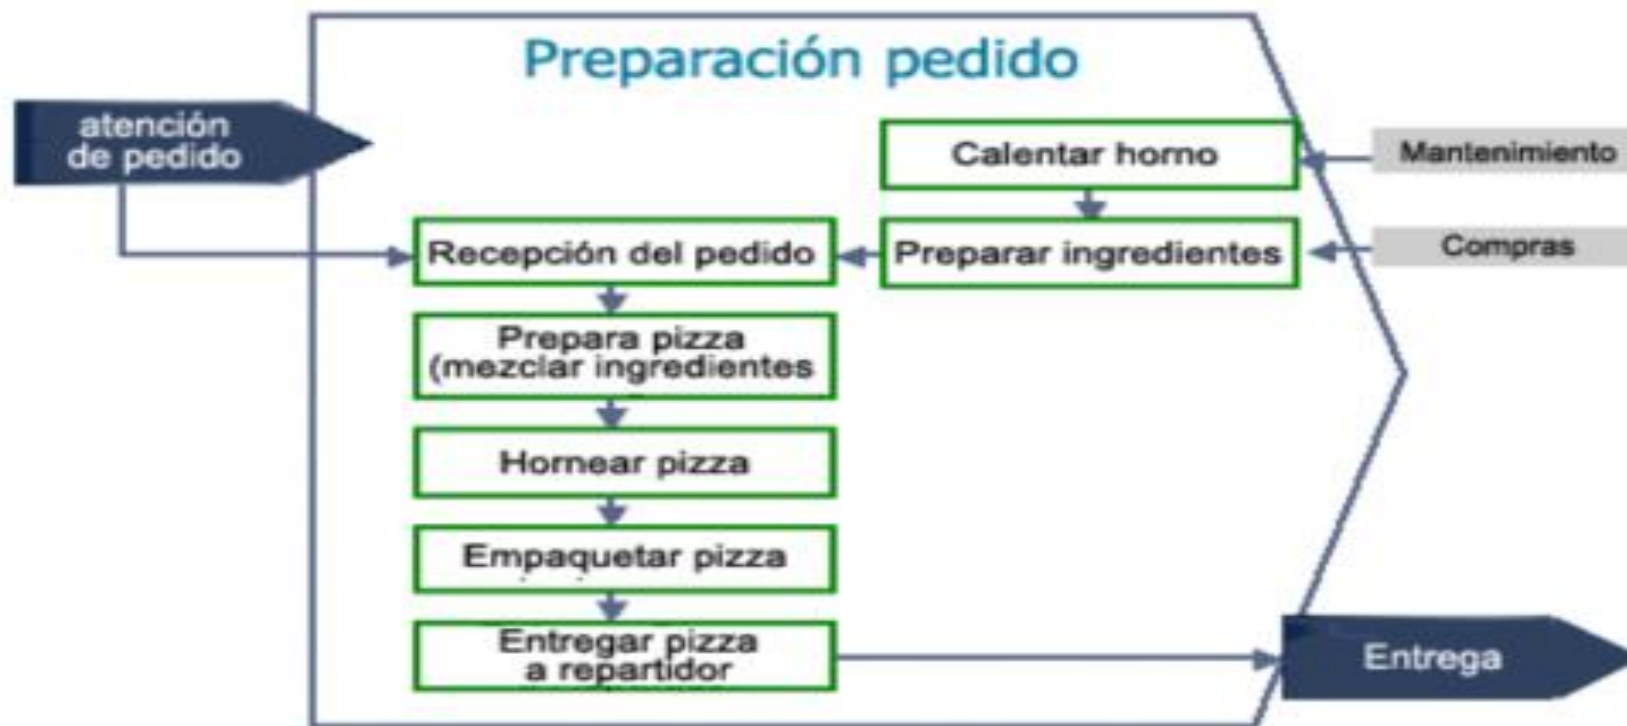 Preparación pedido
atención
de pedido
Calentar horno
Mantenimiento
Recepción del pedido
Preparar ingredientes
Compras
Prepara pizza
(mezclar ingredientes
Hornear pizza
Empaquetar pizza
Entregar pizza
a repartidor
Entrega